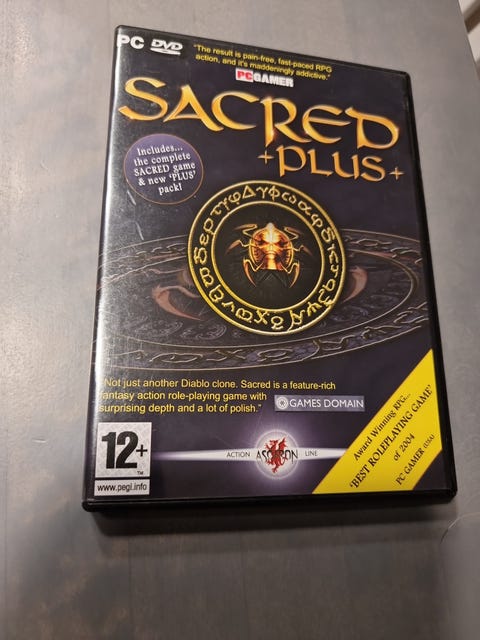 PC DVD
"The result is pain-free, fast-paced RPG
action, and it's maddeningly addictive."
PCGAMER
SACRED
PLUS
Includes...
the complete
SACRED game
& new 'PLUS'
pack!
"Not just another Diablo clone. Sacred is a feature-rich
fantasy action role-playing game with
surprising depth and a lot of polish."
GAMES DOMAIN
12+
TM
www.pegi.info
ACTION ASCARON LINE
Award Winning RPG...
'BEST ROLEPLAYING GAME'
of 2004
PC GAMER (USA)